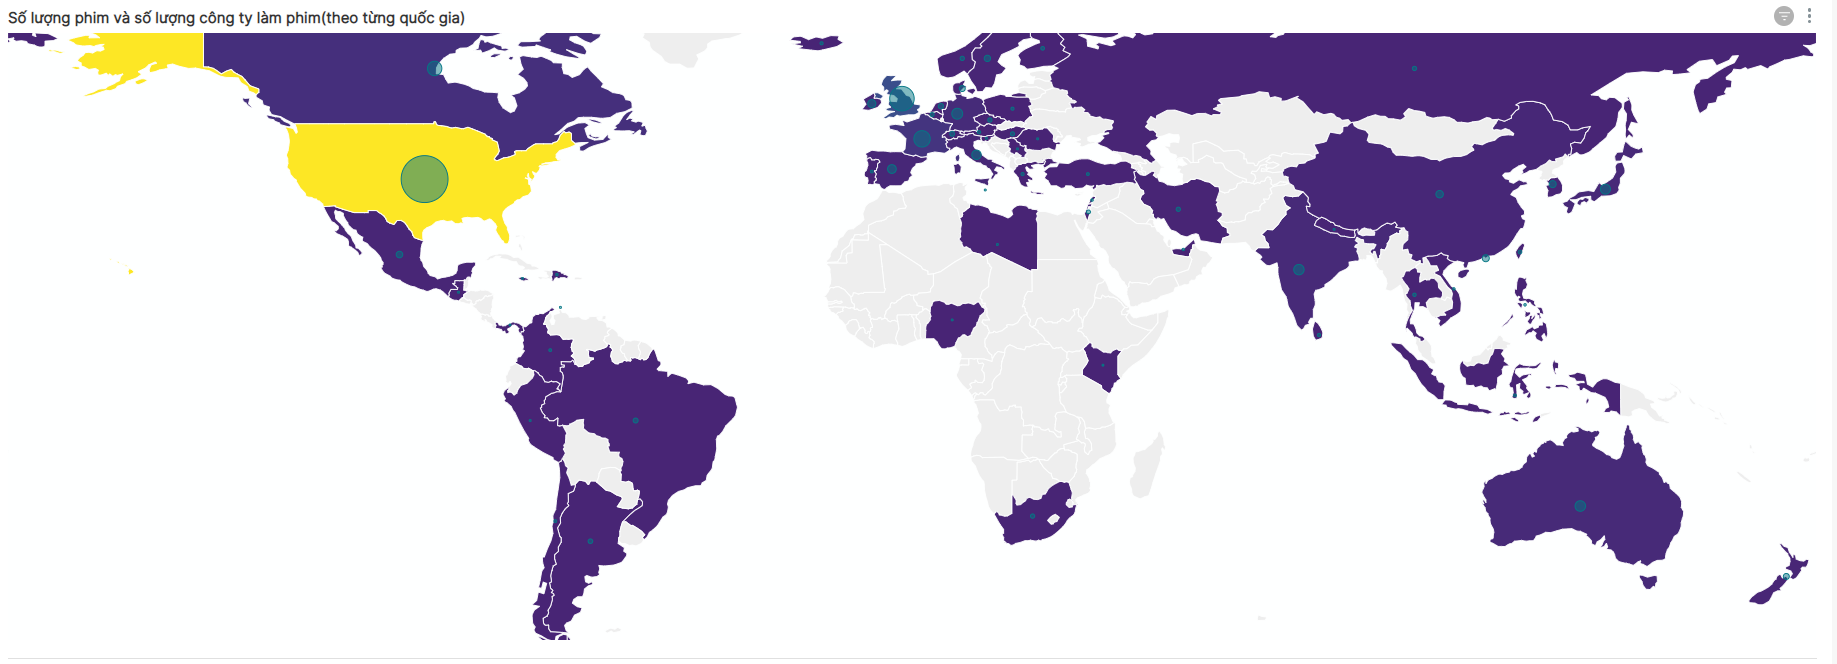 Số lượng phim và số lượng công ty làm phim(theo từng quốc gia)